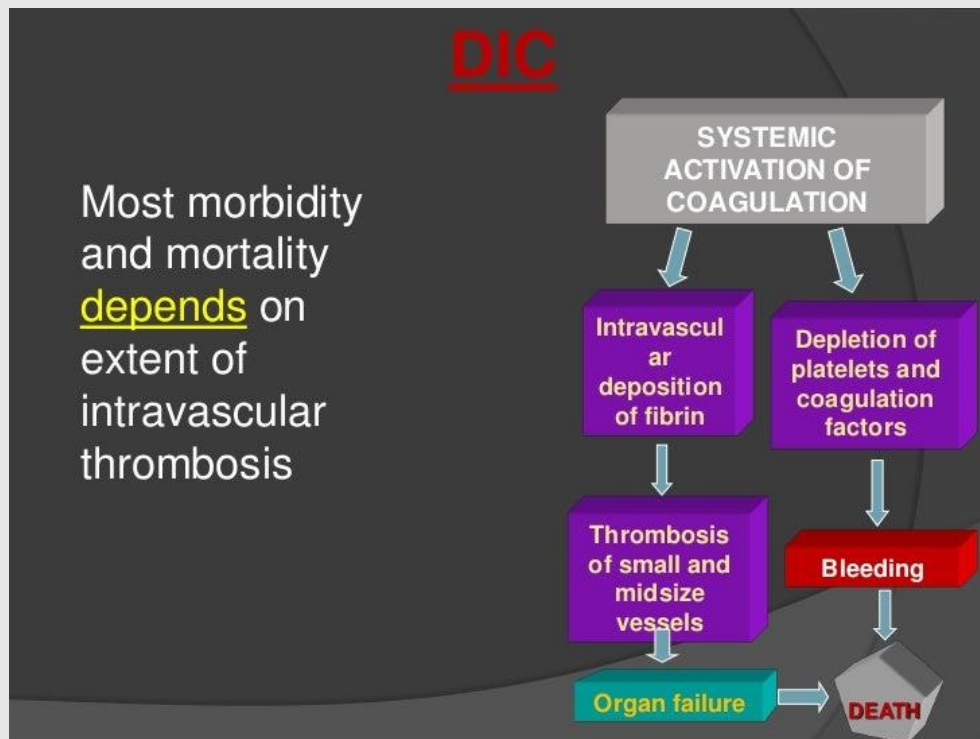 DIC
Most morbidity
and mortality
depends on
extent of
intravascular
thrombosis
SYSTEMIC
ACTIVATION OF
COAGULATION
Intravascul
ar
deposition
of fibrin
Depletion of
platelets and
coagulation
factors
Thrombosis
of small and
midsize
vessels
Bleeding
Organ failure
DEATH